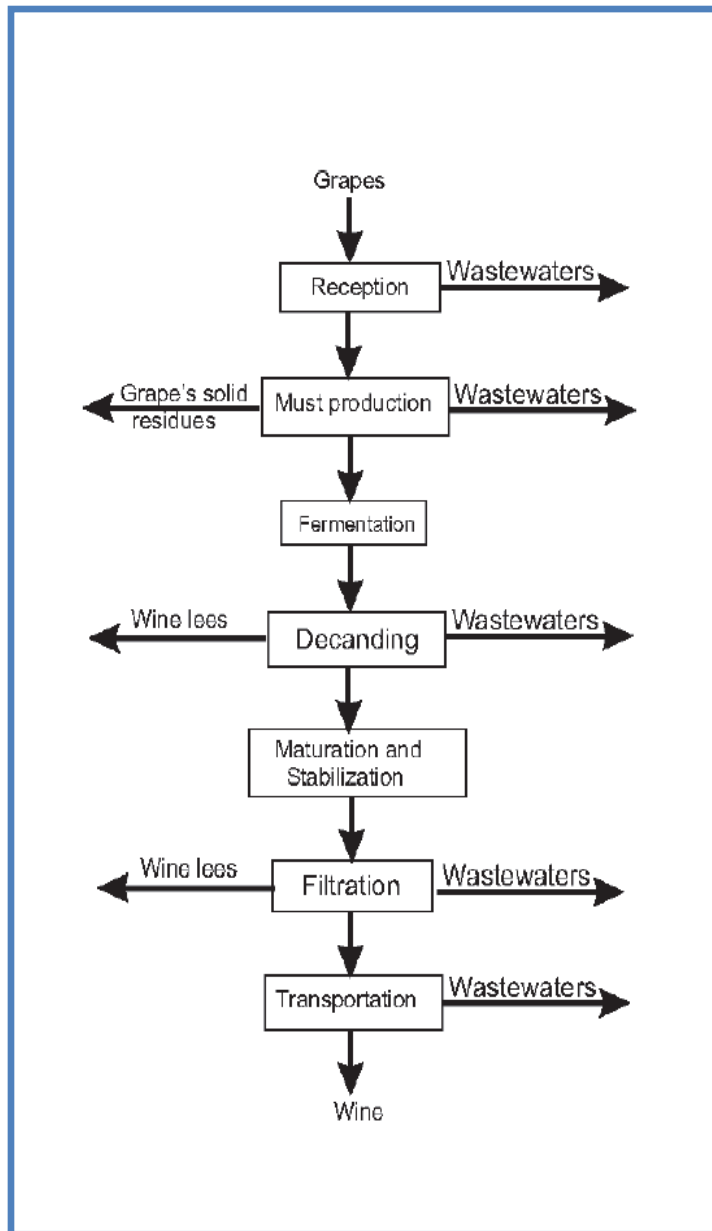 Grapes
Reception
Wastewaters
Grape's solid
residues
Must production
Wastewaters
Fermentation
Wine lees
Decanding
Wastewaters
Maturation and
Stabilization
Wine lees
Filtration
Wastewaters
Transportation
Wastewaters
Wine